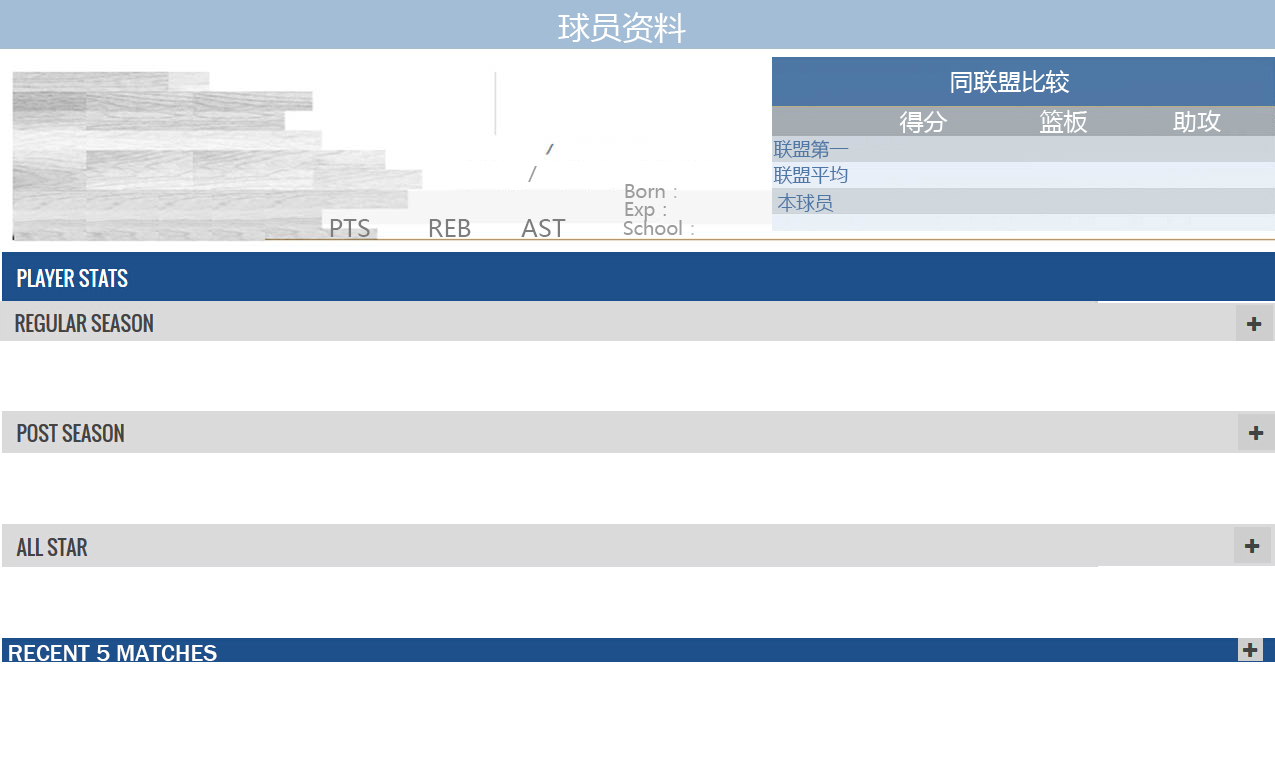 球员资料
同联盟比较
得分 篮板 助攻
联盟第一
联盟平均
本球员
/
/
Born :
Exp :
School :
PTS REB AST
PLAYER STATS
REGULAR SEASON +
POST SEASON +
ALL STAR +
RECENT 5 MATCHES +